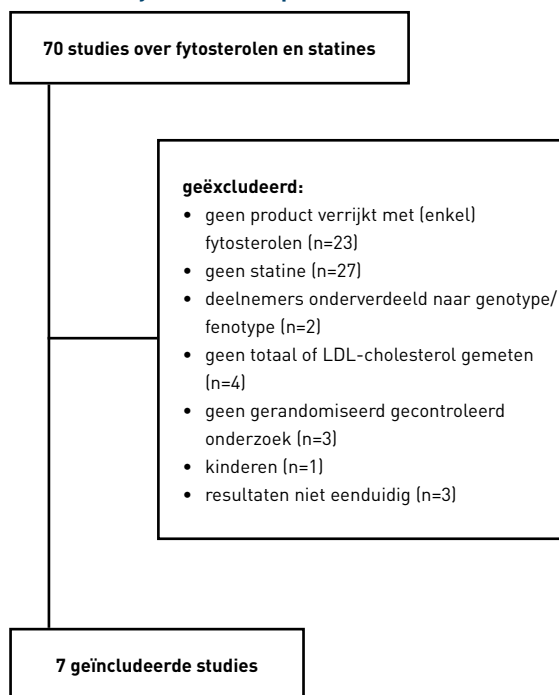 70 studies over fytosterolen en statines
geëxcludeerd:
• geen product verrijkt met (enkel)
fytosterolen (n=23)
• geen statine (n=27)
• deelnemers onderverdeeld naar genotype/
fenotype (n=2)
• geen totaal of LDL-cholesterol gemeten
(n=4)
• geen gerandomiseerd gecontroleerd
onderzoek (n=3)
• kinderen (n=1)
• resultaten niet eenduidig (n=3)
7 geïncludeerde studies